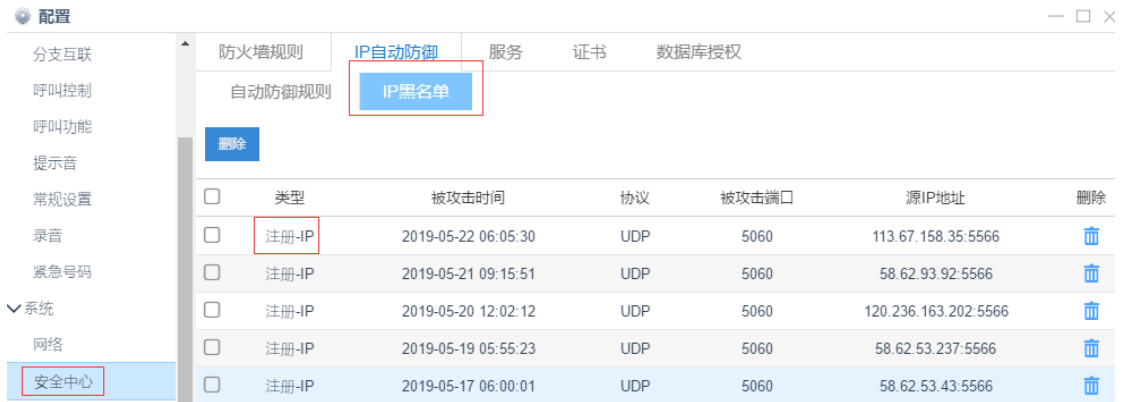 配置
分支互联
呼叫控制
呼叫功能
提示音
常规设置
录音
紧急号码
系统
网络
安全中心
防火墙规则 IP自动防御 服务 证书 数据库授权
自动防御规则 IP黑名单
删除
类型 被攻击时间 协议 被攻击端口 源IP地址 删除
注册-IP 2019-05-22 06:05:30 UDP 5060 113.67.158.35:5566
注册-IP 2019-05-21 09:15:51 UDP 5060 58.62.93.92:5566
注册-IP 2019-05-20 12:02:12 UDP 5060 120.236.163.202:5566
注册-IP 2019-05-19 05:55:23 UDP 5060 58.62.53.237:5566
注册-IP 2019-05-17 06:00:01 UDP 5060 58.62.53.43:5566